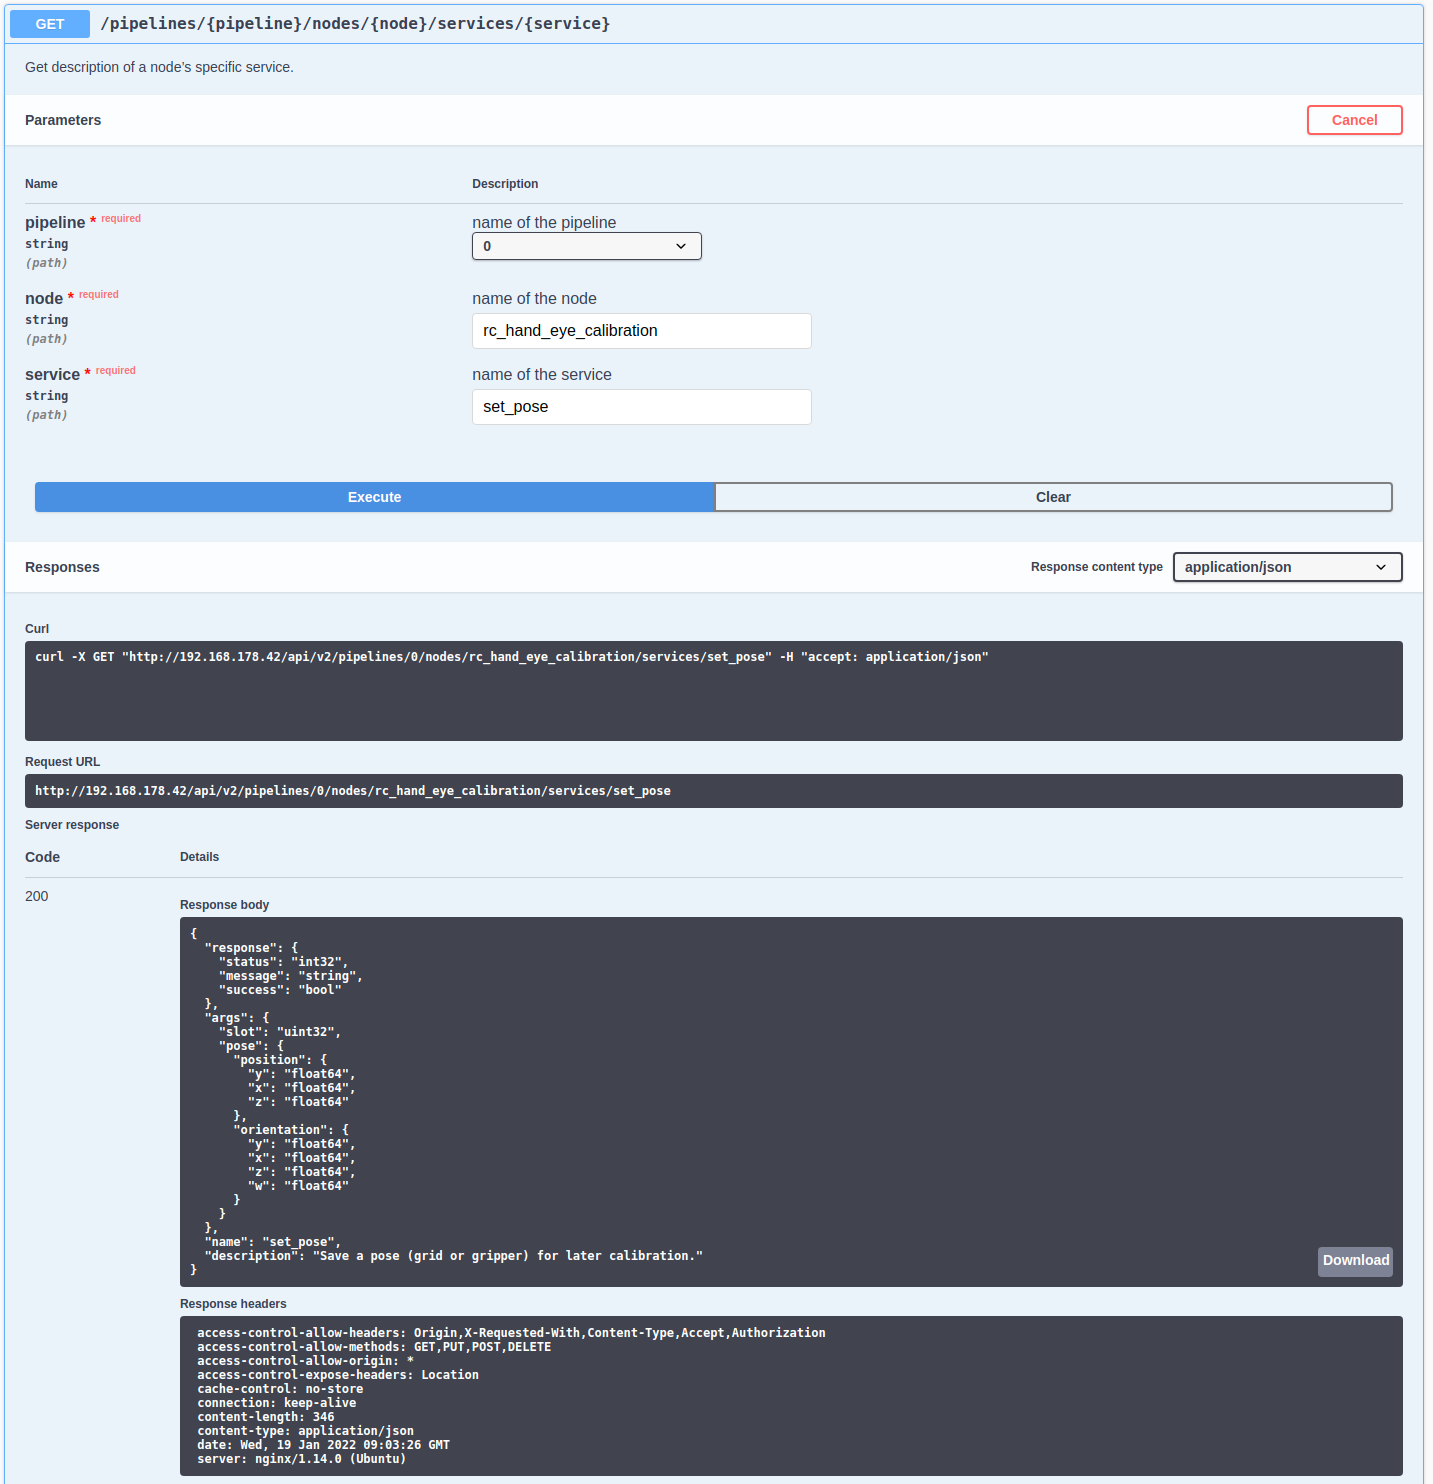 GET /pipelines/{pipeline}/nodes/{node}/services/{service}
Get description of a node's specific service.
Parameters
Cancel
Name Description
pipeline * required
string
(path)
name of the pipeline
0
node * required
string
(path)
name of the node
rc_hand_eye_calibration
service * required
string
(path)
name of the service
set_pose
Execute Clear
Responses
Response content type application/json
Curl
curl -X GET "http://192.168.178.42/api/v2/pipelines/0/nodes/rc_hand_eye_calibration/services/set_pose" -H "accept: application/json"
Request URL
http://192.168.178.42/api/v2/pipelines/0/nodes/rc_hand_eye_calibration/services/set_pose
Server response
Code Details
200
Response body
{
  "response": {
    "status": "int32",
    "message": "string",
    "success": "bool"
  },
  "args": {
    "slot": "uint32",
    "pose": {
      "position": {
        "y": "float64",
        "x": "float64",
        "z": "float64"
      },
      "orientation": {
        "y": "float64",
        "x": "float64",
        "z": "float64",
        "w": "float64"
      }
    }
  },
  "name": "set_pose",
  "description": "Save a pose (grid or gripper) for later calibration."
}
Download
Response headers
access-control-allow-headers: Origin,X-Requested-With,Content-Type,Accept,Authorization
access-control-allow-methods: GET,PUT,POST,DELETE
access-control-allow-origin: *
access-control-expose-headers: Location
cache-control: no-store
connection: keep-alive
content-length: 346
content-type: application/json
date: Wed, 19 Jan 2022 09:03:26 GMT
server: nginx/1.14.0 (Ubuntu)